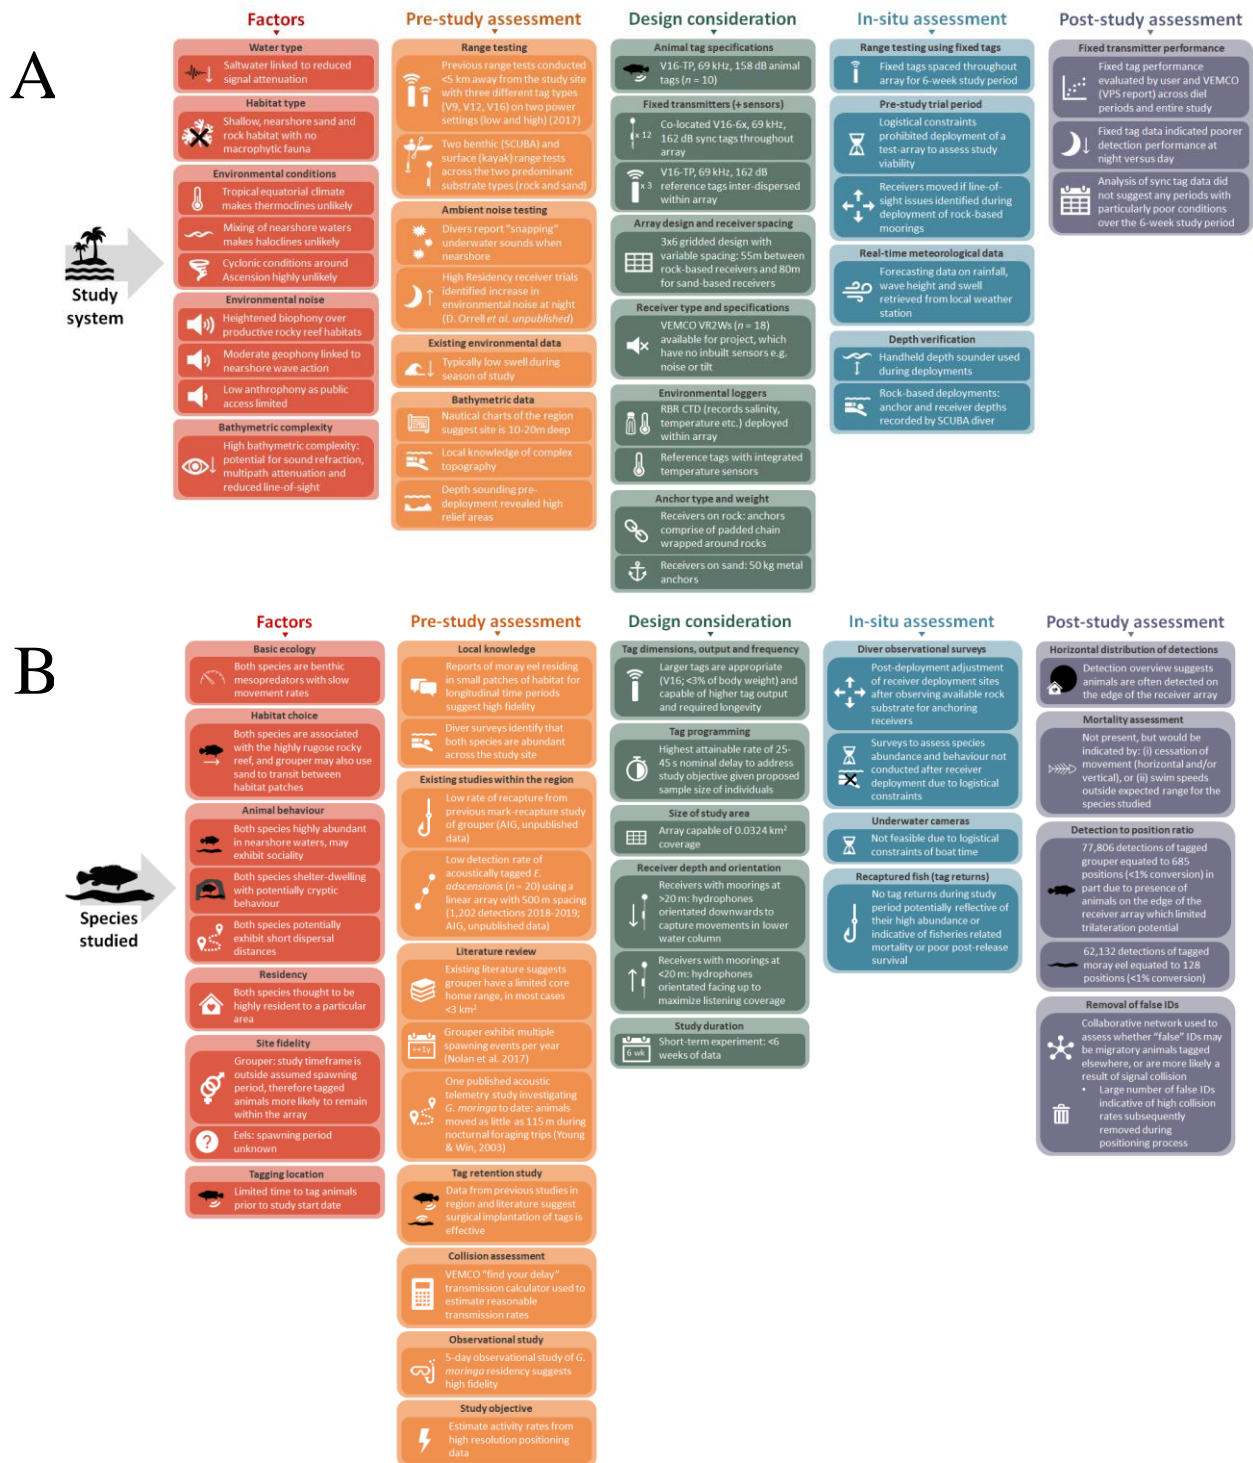 A
Study
system
Factors
Water type
Saltwater linked to reduced
signal attenuation
Habitat type
Shallow, nearshore sand and
rock habitat with no
macrophytic fauna
Environmental conditions
Tropical equatorial climate
makes thermoclines unlikely
Mixing of nearshore waters
makes haloclines unlikely
Cyclonic conditions around
Ascension highly unlikely
Environmental noise
Heightened biophony over
productive rocky reef habitats
Moderate geophony linked to
nearshore wave action
Low anthrophony as public
access limited
Bathymetric complexity
High bathymetric complexity:
potential for sound refraction,
multipath attenuation and
reduced line-of-sight
Pre-study assessment
Range testing
Previous range tests conducted
<5 km away from the study site
with three different tag types
(V9, V12, V16) on two power
settings (low and high) (2017)
Two benthic (SCUBA) and
surface (kayak) range tests
across the two predominant
substrate types (rock and sand)
Ambient noise testing
Divers report "snapping"
underwater sounds when
nearshore
High Residency receiver trials
identified increase in
environmental noise at night
(D. Orrell et al. unpublished)
Existing environmental data
Typically low swell during
season of study
Bathymetric data
Nautical charts of the region
suggest site is 10-20m deep
Local knowledge of complex
topography
Depth sounding pre-
deployment revealed high
relief areas
Design consideration
Animal tag specifications
V16-TP, 69 kHz, 158 dB animal
tags (n = 10)
Fixed transmitters (+ sensors)
x 12
Co-located V16-6x, 69 kHz,
162 dB sync tags throughout
array
x 3
V16-TP, 69 kHz, 162 dB
reference tags inter-dispersed
within array
Array design and receiver spacing
3x6 gridded design with
variable spacing: 55m between
rock-based receivers and 80m
for sand-based receivers
Receiver type and specifications
VEMCO VR2Ws (n = 18)
available for project, which
have no inbuilt sensors e.g.
noise or tilt
Environmental loggers
RBR CTD (records salinity,
temperature etc.) deployed
within array
Reference tags with integrated
temperature sensors
Anchor type and weight
Receivers on rock: anchors
comprise of padded chain
wrapped around rocks
Receivers on sand: 50 kg metal
anchors
In-situ assessment
Range testing using fixed tags
Fixed tags spaced throughout
array for 6-week study period
Pre-study trial period
Logistical constraints
prohibited deployment of a
test-array to assess study
viability
Receivers moved if line-of-
sight issues identified during
deployment of rock-based
moorings
Real-time meteorological data
Forecasting data on rainfall,
wave height and swell
retrieved from local weather
station
Depth verification
Handheld depth sounder used
during deployments
Rock-based deployments:
anchor and receiver depths
recorded by SCUBA diver
Post-study assessment
Fixed transmitter performance
Fixed tag performance
evaluated by user and VEMCO
(VPS report) across diel
periods and entire study
Fixed tag data indicated poorer
detection performance at
night versus day
Analysis of sync tag data did
not suggest any periods with
particularly poor conditions
over the 6-week study period
B
Species
studied
Factors
Basic ecology
Both species are benthic
mesopredators with slow
movement rates
Habitat choice
Both species are associated
with the highly rugose rocky
reef, and grouper may also use
sand to transit between
habitat patches
Animal behaviour
Both species highly abundant
in nearshore waters, may
exhibit sociality
Both species shelter-dwelling
with potentially cryptic
behaviour
Both species potentially
exhibit short dispersal
distances
Residency
Both species thought to be
highly resident to a particular
area
Site fidelity
Grouper: study timeframe is
outside assumed spawning
period, therefore tagged
animals more likely to remain
within the array
?
Eels: spawning period
unknown
Tagging location
Limited time to tag animals
prior to study start date
Pre-study assessment
Local knowledge
Reports of moray eel residing
in small patches of habitat for
longitudinal time periods
suggest high fidelity
Diver surveys identify that
both species are abundant
across the study site
Existing studies within the region
Low rate of recapture from
previous mark-recapture study
of grouper (AIG, unpublished
data)
Low detection rate of
acoustically tagged E.
adscensionis (n = 20) using a
linear array with 500 m spacing
(1,202 detections 2018-2019;
AIG, unpublished data)
Literature review
Existing literature suggests
grouper have a limited core
home range, in most cases
<3 km²
Grouper exhibit multiple
spawning events per year
(Nolan et al. 2017)
One published acoustic
telemetry study investigating
G. moringa to date: animals
moved as little as 115 m during
nocturnal foraging trips (Young
& Win, 2003)
Tag retention study
Data from previous studies in
region and literature suggest
surgical implantation of tags is
effective
Collision assessment
VEMCO "find your delay"
transmission calculator used to
estimate reasonable
transmission rates
Observational study
5-day observational study of G.
moringa residency suggests
high fidelity
Study objective
Estimate activity rates from
high resolution positioning
data
Design consideration
Tag dimensions, output and frequency
Larger tags are appropriate
(V16; <3% of body weight) and
capable of higher tag output
and required longevity
Tag programming
Highest attainable rate of 25-
45 s nominal delay to address
study objective given proposed
sample size of individuals
Size of study area
Array capable of 0.0324 km²
coverage
Receiver depth and orientation
Receivers with moorings at
>20m: hydrophones
orientated downwards to
capture movements in lower
water column
Receivers with moorings at
<20 m: hydrophones
orientated facing up to
maximize listening coverage
Study duration
6 wk
Short-term experiment: <6
weeks of data
In-situ assessment
Diver observational surveys
Post-deployment adjustment
of receiver deployment sites
after observing available rock
substrate for anchoring
receivers
Surveys to assess species
abundance and behaviour not
conducted after receiver
deployment due to logistical
constraints
Underwater cameras
Not feasible due to logistical
constraints of boat time
Recaptured fish (tag returns)
No tag returns during study
period potentially reflective of
their high abundance or
indicative of fisheries related
mortality or poor post-release
survival
Post-study assessment
Horizontal distribution of detections
Detection overview suggests
animals are often detected on
the edge of the receiver array
Mortality assessment
Not present, but would be
indicated by: (i) cessation of
movement (horizontal and/or
vertical), or (ii) swim speeds
outside expected range for the
species studied
Detection to position ratio
77,806 detections of tagged
grouper equated to 685
positions (<1% conversion) in
part due to presence of
animals on the edge of the
receiver array which limited
trilateration potential
62,132 detections of tagged
moray eel equated to 128
positions (<1% conversion)
Removal of false IDs
Collaborative network used to
assess whether "false" IDs may
be migratory animals tagged
elsewhere, or are more likely a
result of signal collision
• Large number of false IDs
indicative of high collision
rates subsequently
removed during
positioning process